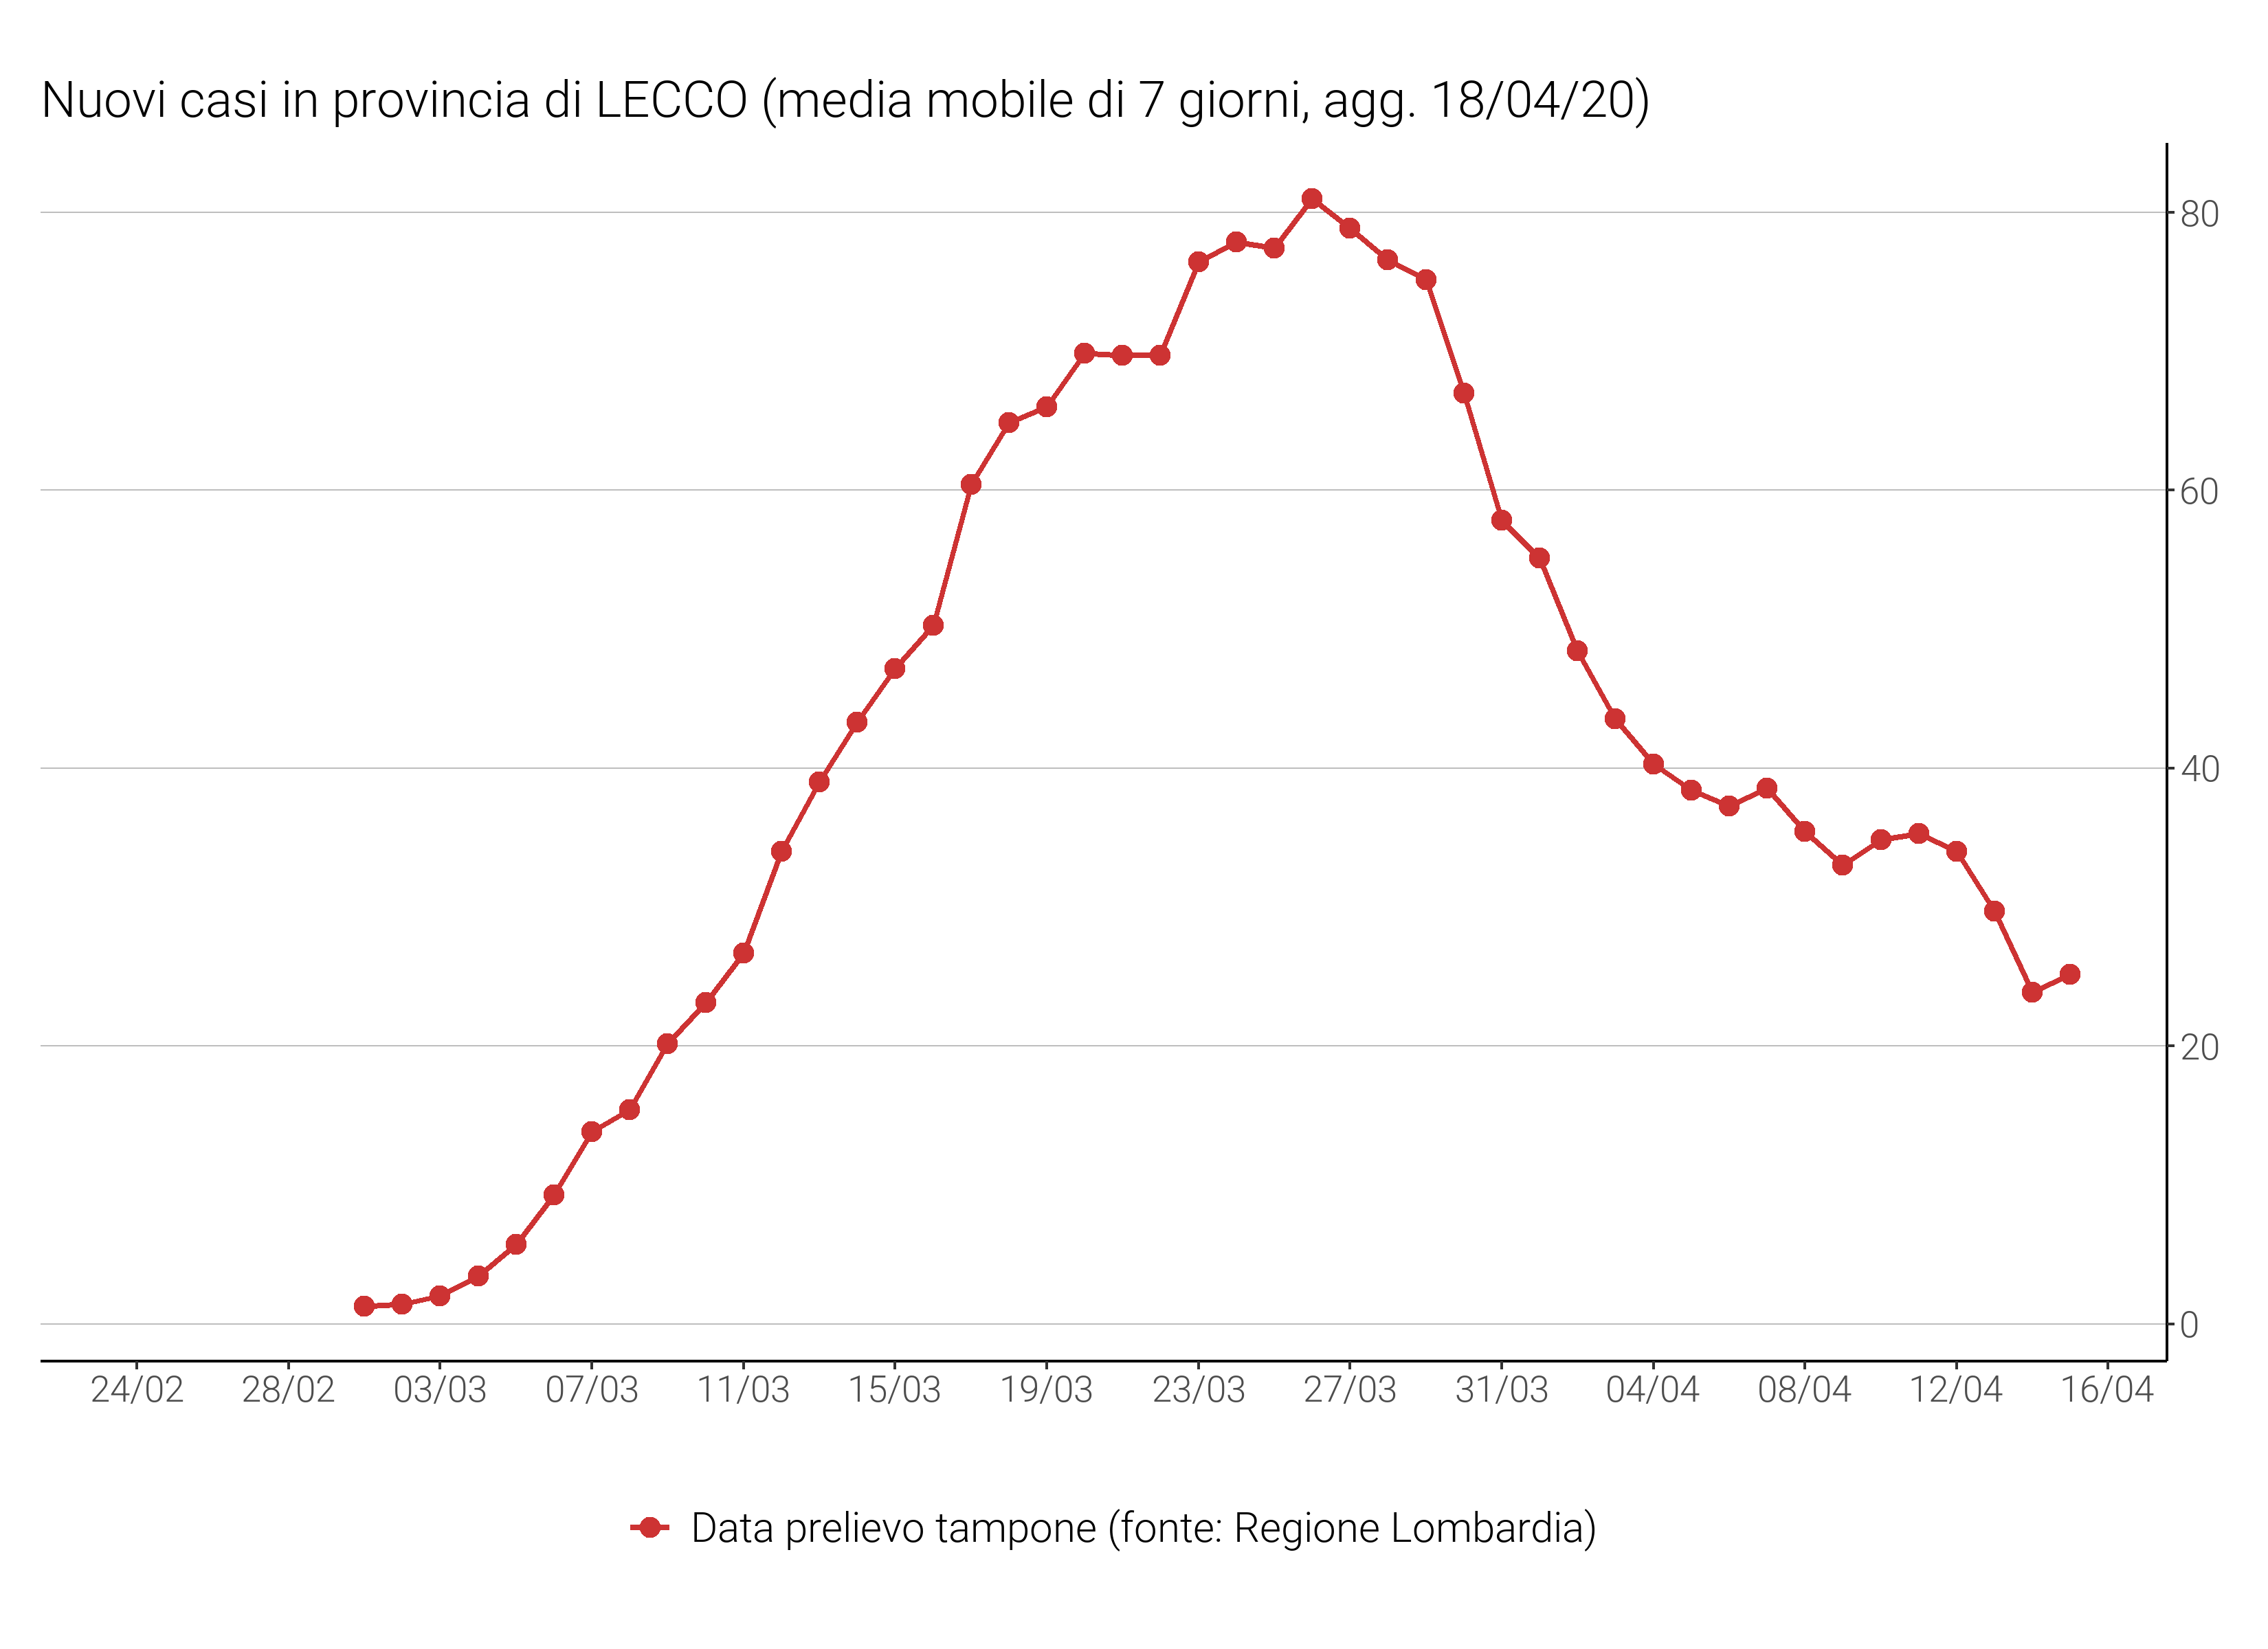 Nuovi casi in provincia di LECCO (media mobile di 7 giorni, agg. 18/04/20)
80
60
40
20
0
24/02 28/02 03/03 07/03 11/03 15/03 19/03 23/03 27/03 31/03 04/04 08/04 12/04 16/04
Data prelievo tampone (fonte: Regione Lombardia)